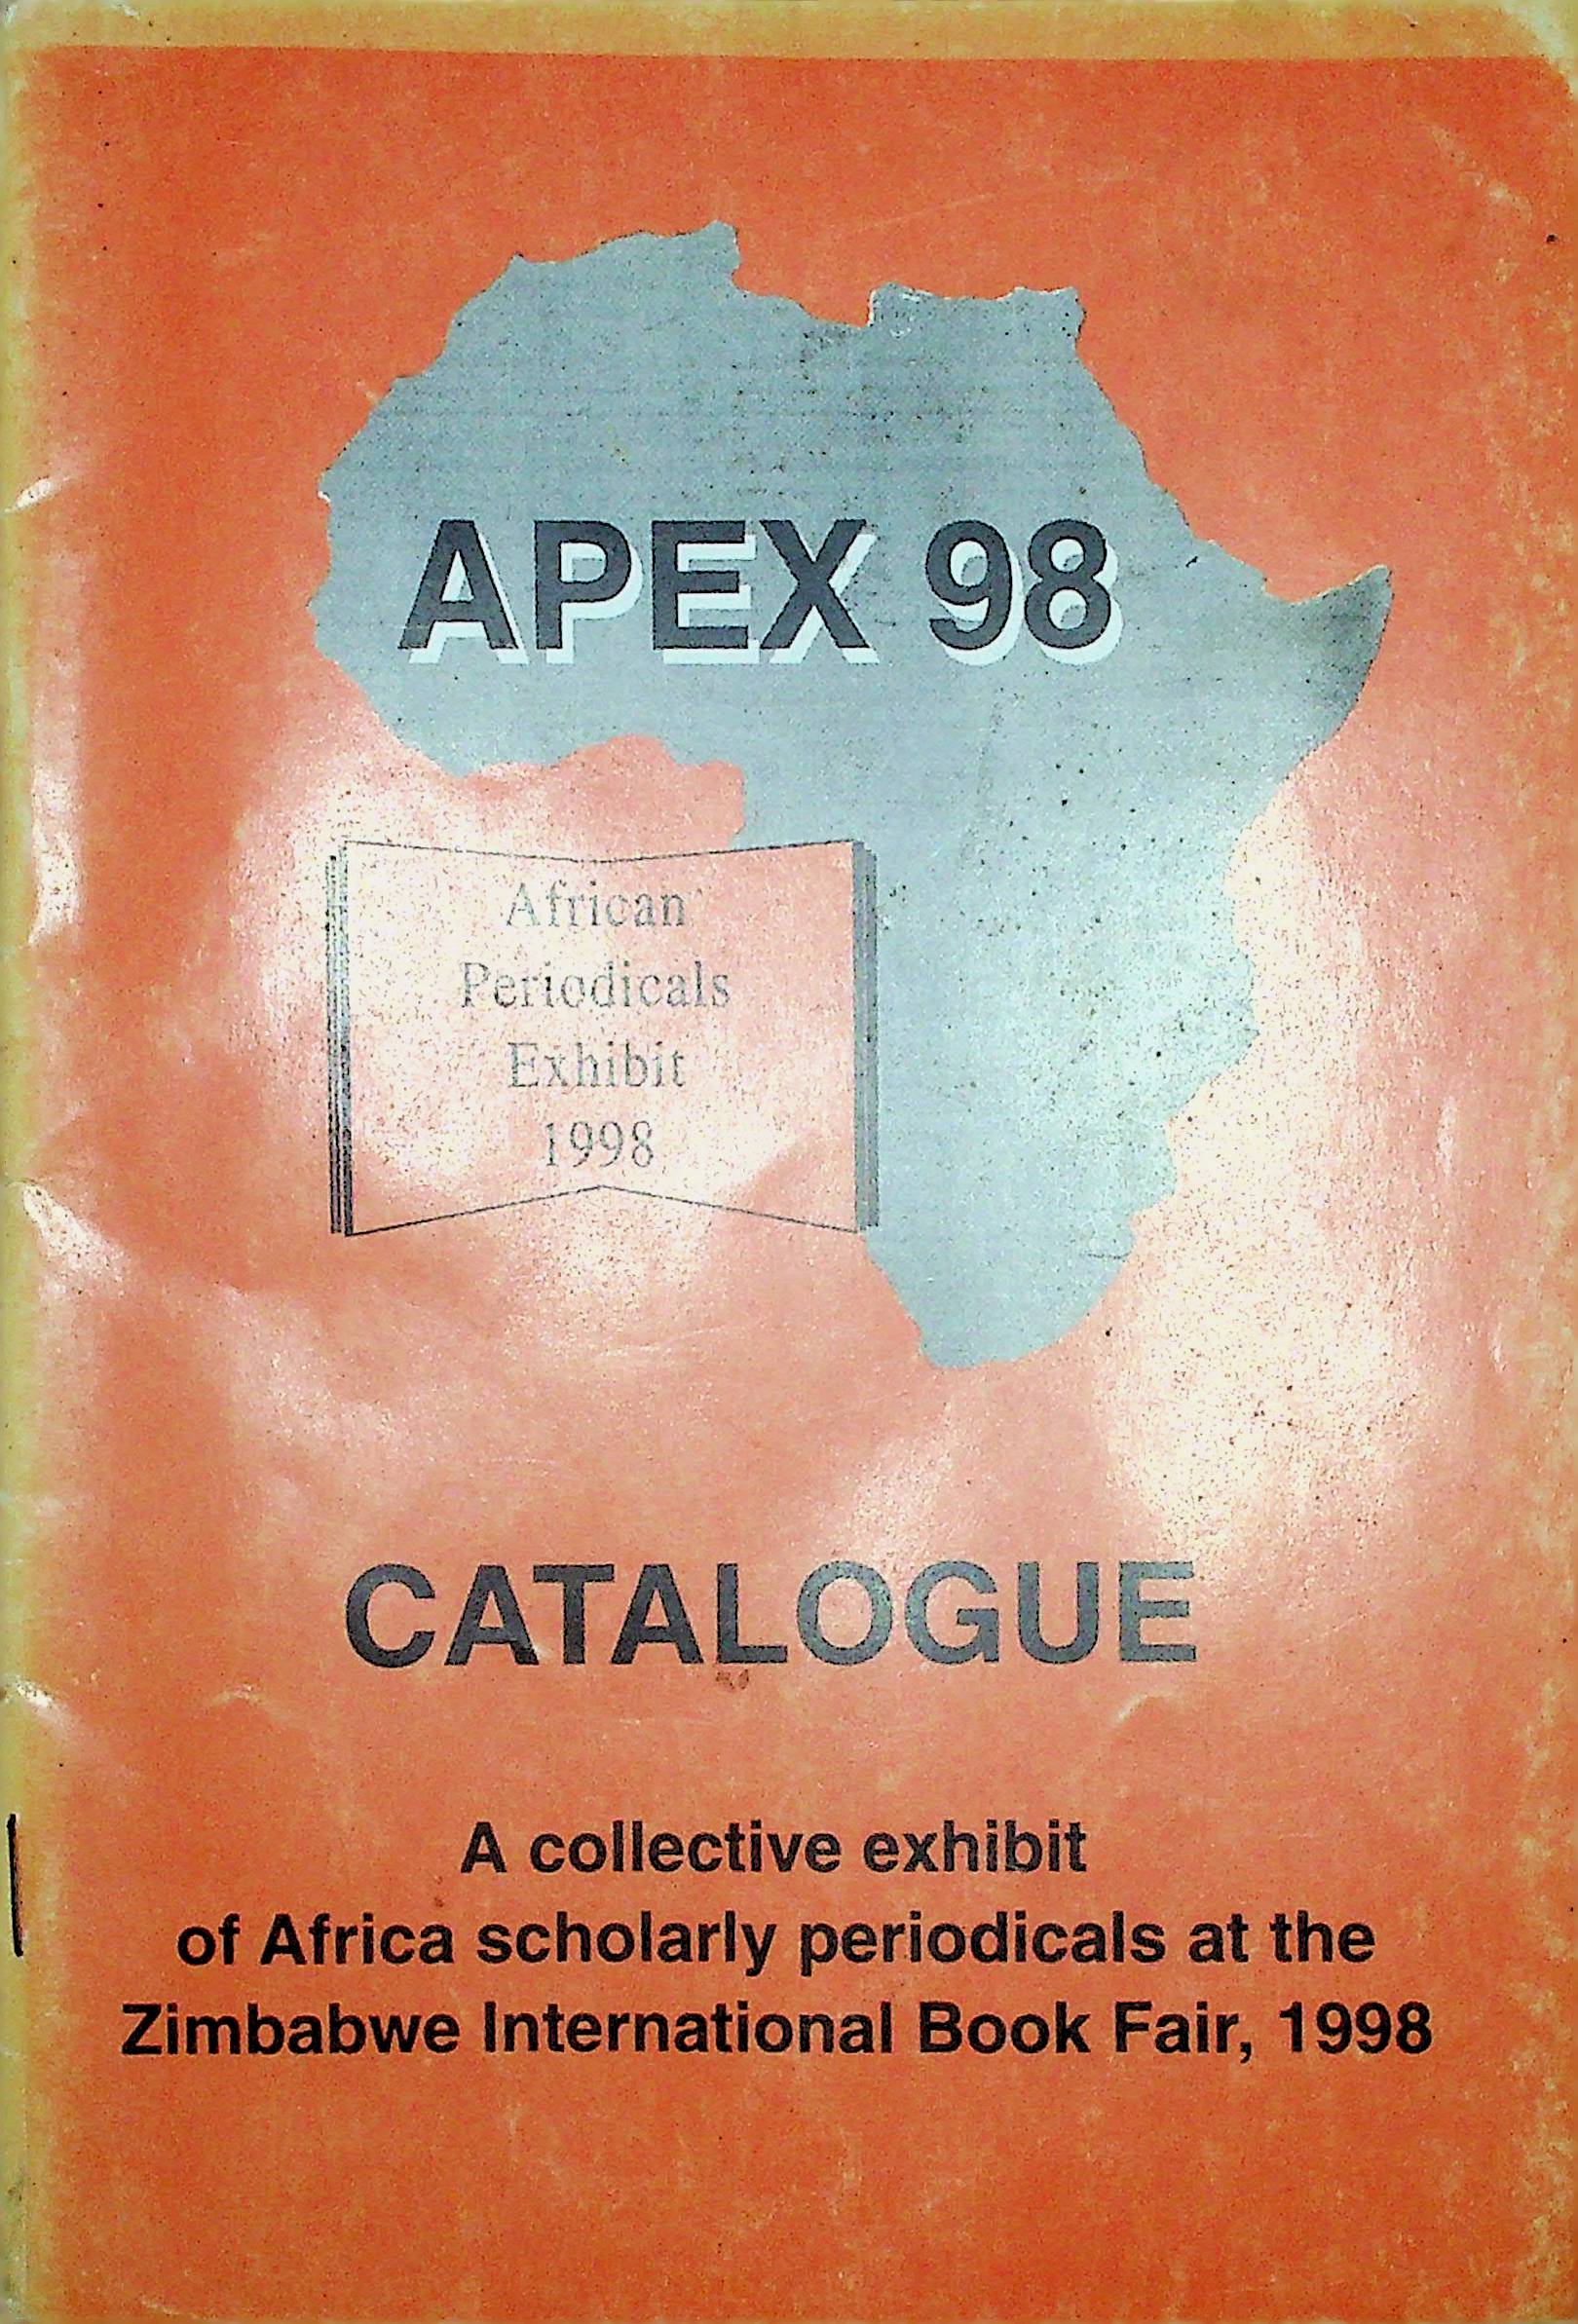 APEX 98
African
Periodicals
Exhibit
1998
CATALOGUE
A collective exhibit
of Africa scholarly periodicals at the
Zimbabwe International Book Fair, 1998